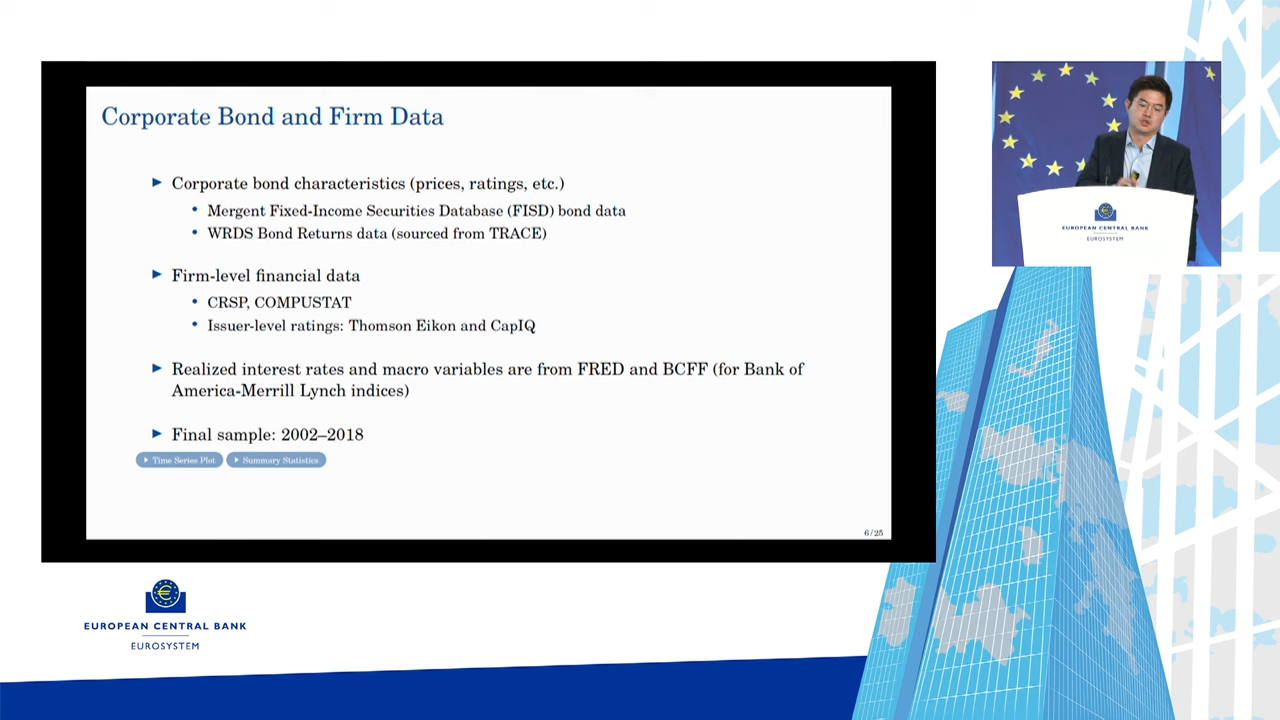 Corporate Bond and Firm Data
Corporate bond characteristics (prices, ratings, etc.)
Mergent Fixed-Income Securities Database (FISD) bond data
WRDS Bond Returns data (sourced from TRACE)
Firm-level financial data
CRSP, COMPUSTAT
Issuer-level ratings: Thomson Eikon and CapIQ
Realized interest rates and macro variables are from FRED and BCFF (for Bank of
America-Merrill Lynch indices)
Final sample: 2002–2018
Time Series Plot
Summary Statistics
6/25
EUROPEAN CENTRAL BANK
EUROSYSTEM
EUROPEAN CENTRAL BANK
EUROSYSTEM